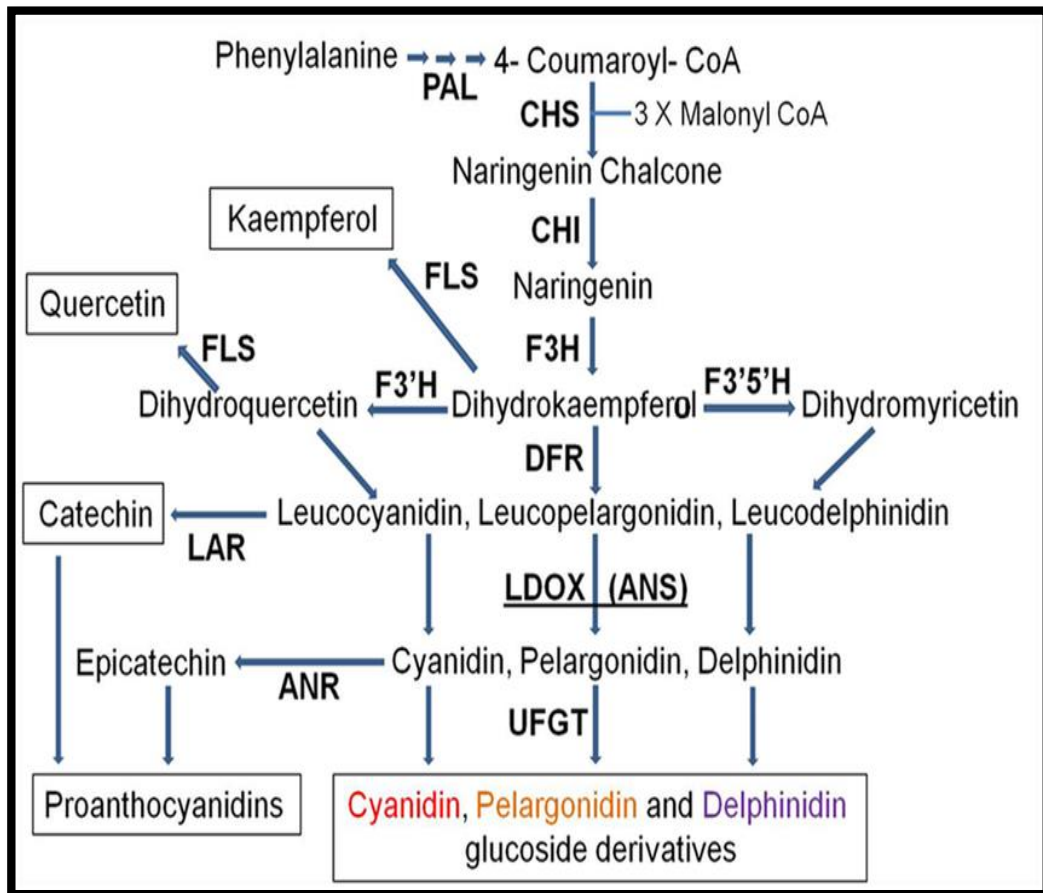 Phenylalanine
4- Coumaroyl- CoA
PAL
CHS
3 X Malonyl CoA
Naringenin Chalcone
Kaempferol
CHI
FLS
Naringenin
Quercetin
FLS
F3H
F3’H
F3’5’H
Dihydroquercetin
Dihydrokaempferol
Dihydromyricetin
DFR
Catechin
Leucocyanidin, Leucopelargonidin, Leucodelphinidin
LAR
LDOX (ANS)
Epicatechin
Cyanidin, Pelargonidin, Delphinidin
ANR
UFGT
Proanthocyanidins
Cyanidin, Pelargonidin and Delphinidin
glucoside derivatives